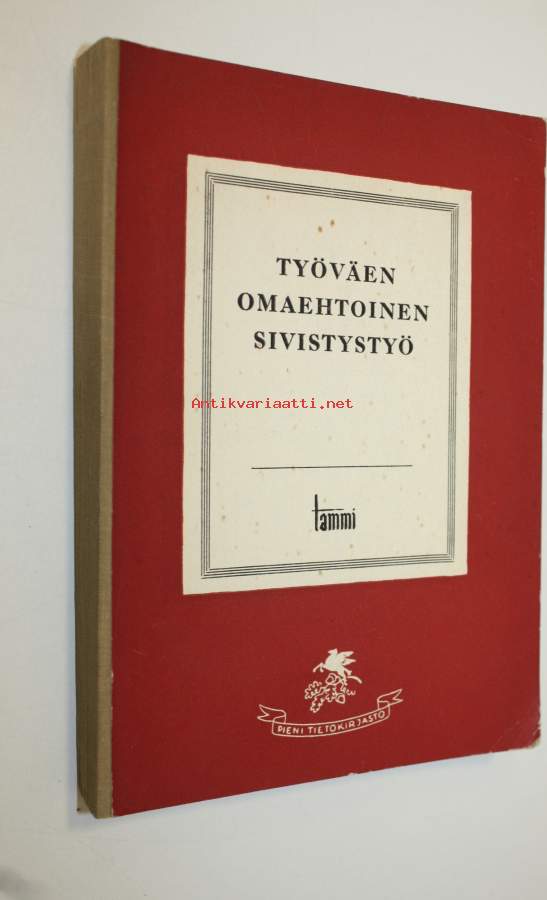 TYÖVÄEN
OMAEHTOINEN
SIVISTYSTYÖ
Antikvariaatti.net
tammi
PIENI TIETOKIRJASTO